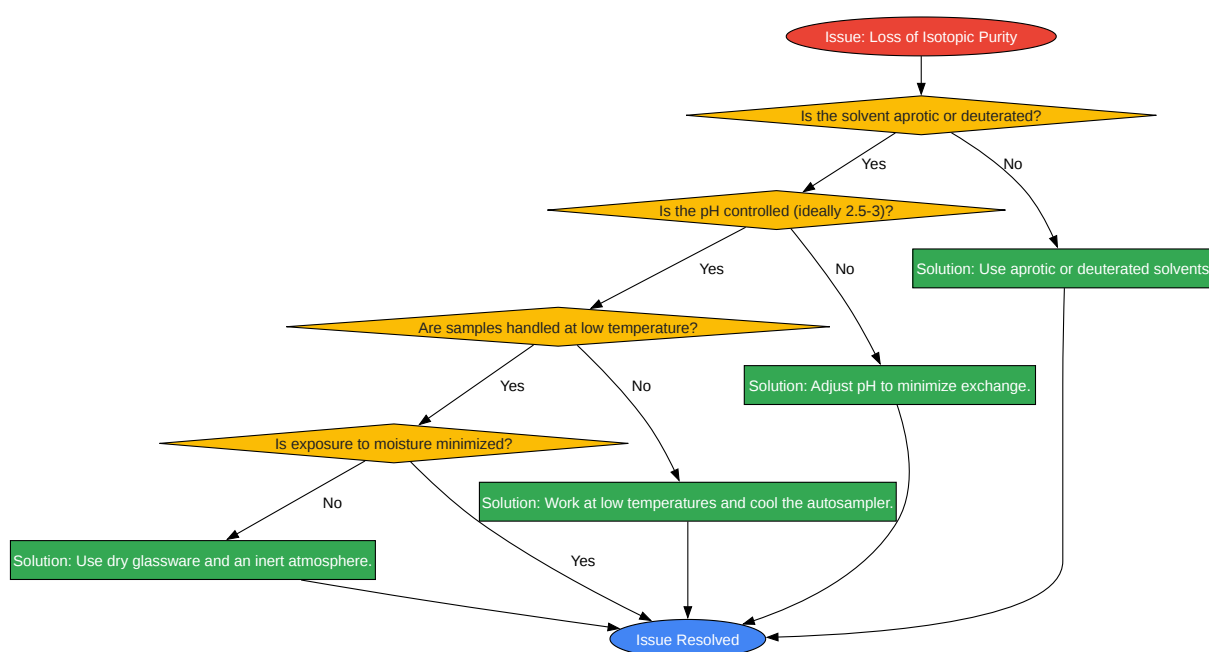 Issue: Loss of Isotopic Purity
Is the solvent aprotic or deuterated?
Yes
No
Is the pH controlled (ideally 2.5-3)?
Yes
No
Solution: Use aprotic or deuterated solvents
Are samples handled at low temperature?
Yes
No
Solution: Adjust pH to minimize exchange.
Is exposure to moisture minimized?
No
Yes
Solution: Work at low temperatures and cool the autosampler.
Solution: Use dry glassware and an inert atmosphere.
Issue Resolved